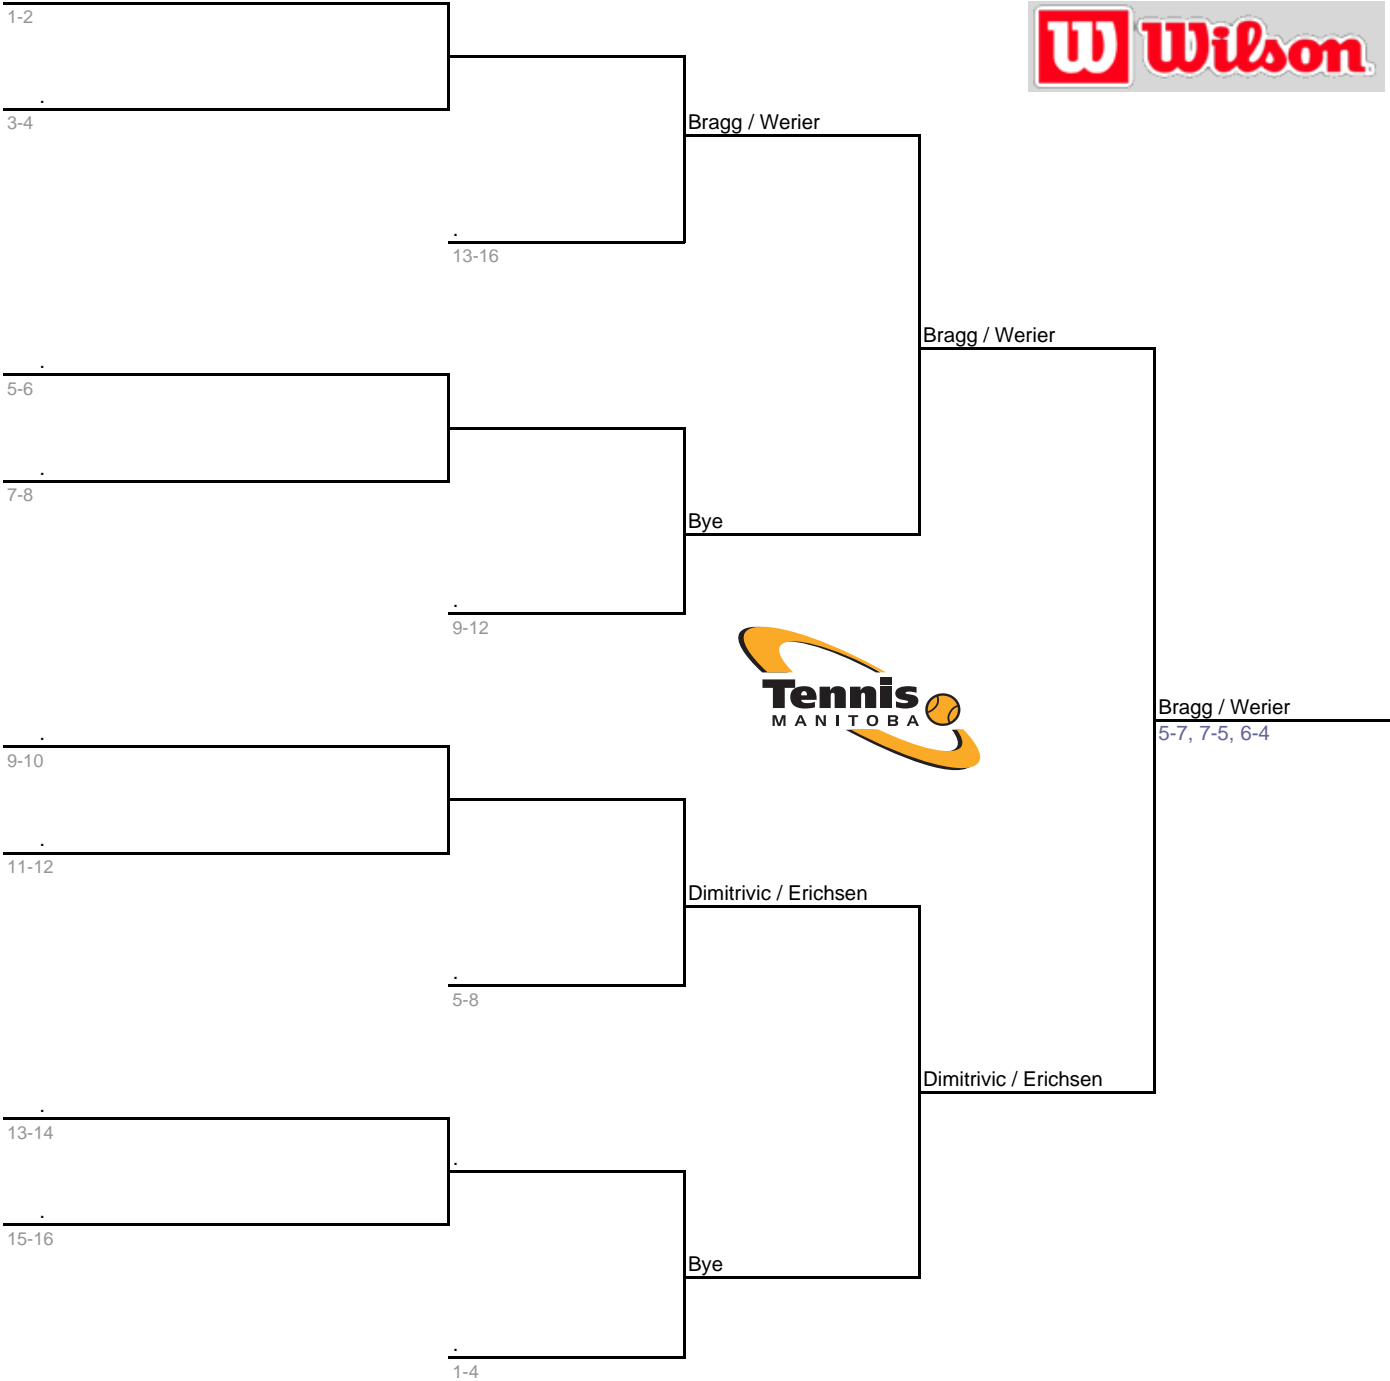 1-2
W Wilson.
.
3-4
Bragg / Werier
.
13-16
Bragg / Werier
.
5-6
.
7-8
Bye
.
9-12
Tennis
MANITOBA
Bragg / Werier
5-7, 7-5, 6-4
.
9-10
.
11-12
Dimitrivic / Erichsen
.
5-8
Dimitrivic / Erichsen
.
13-14
.
.
15-16
Bye
.
1-4